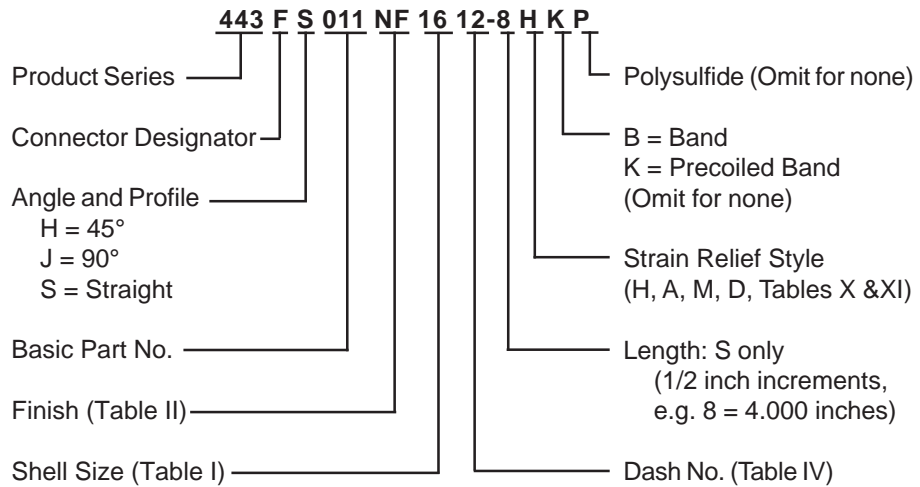 443 F S 011 NF 16 12-8 H K P
Product Series
Connector Designator
Angle and Profile
H = 45°
J = 90°
S = Straight
Basic Part No.
Finish (Table II)
Shell Size (Table I)
Polysulfide (Omit for none)
B = Band
K = Precoiled Band
(Omit for none)
Strain Relief Style
(H, A, M, D, Tables X &XI)
Length: S only
(1/2 inch increments,
e.g. 8 = 4.000 inches)
Dash No. (Table IV)